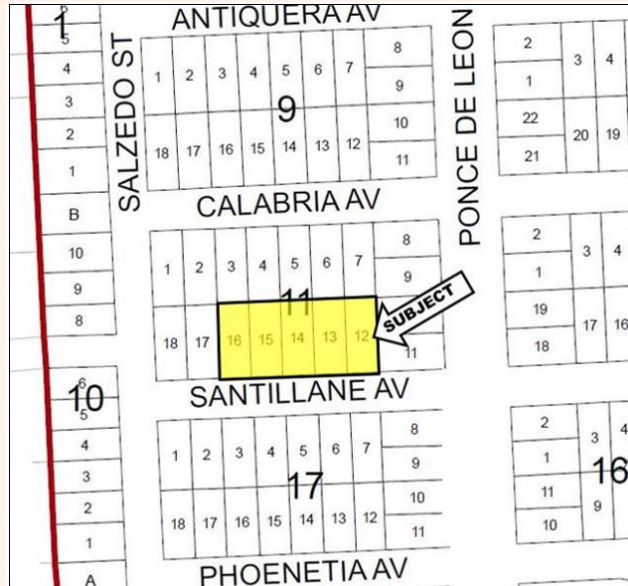 ANTIQUERA AV
SALZEDO ST
PONCE DE LEON
1
5
4
3
2
1
B
10
9
8
1 2 3 4 5 6 7 8
9
9
18 17 16 15 14 13 12 10
11
2 3 4
1
22
20 19
21
CALABRIA AV
1 2 3 4 5 6 7 8
9
11
18 17 16 15 14 13 12 11
SUBJECT
2 3 4
1
19
17 16
18
SANTILLANE AV
6
10
5
4
3
2
1
A
1 2 3 4 5 6 7 8
9
17
10
18 17 16 15 14 13 12
11
2 3 4
1
16
11
9
10
PHOENETIA AV